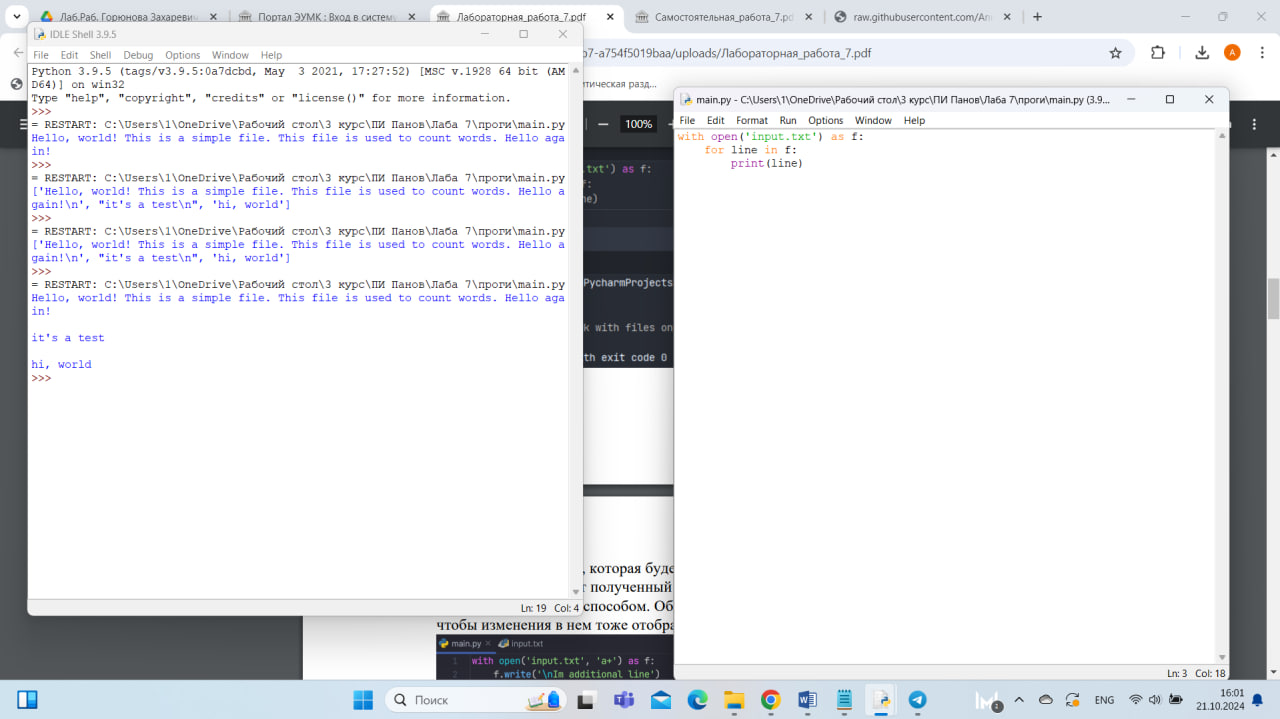 Лаб.Раб. Горюнова Захаревич
Портал ЭУМК : Вход в систему
Лабораторная_работа_7.pdf
Самостоятельная_работа_7.pd
raw.githubusercontent.com/An
IDLE Shell 3.9.5
b7-a754f5019baa/uploads/Лабораторная_работа_7.pdf
File Edit Shell Debug Options Window Help
Python 3.9.5 (tags/v3.9.5:0a7dcbd, May  3 2021, 17:27:52) [MSC v.1928 64 bit (AM
D64)] on win32
Type "help", "copyright", "credits" or "license()" for more information.
>>>
= RESTART: C:\Users\1\OneDrive\Рабочий стол\3 курс\ПИ Панов\Лаба 7\проги\main.py
Hello, world! This is a simple file. This file is used to count words. Hello aga
in!
>>>
= RESTART: C:\Users\1\OneDrive\Рабочий стол\3 курс\ПИ Панов\Лаба 7\проги\main.py
['Hello, world! This is a simple file. This file is used to count words. Hello a
gain!\n', "it's a test\n", 'hi, world']
>>>
= RESTART: C:\Users\1\OneDrive\Рабочий стол\3 курс\ПИ Панов\Лаба 7\проги\main.py
['Hello, world! This is a simple file. This file is used to count words. Hello a
gain!\n', "it's a test\n", 'hi, world']
>>>
= RESTART: C:\Users\1\OneDrive\Рабочий стол\3 курс\ПИ Панов\Лаба 7\проги\main.py
Hello, world! This is a simple file. This file is used to count words. Hello aga
in!
it's a test
hi, world
>>>
Ln: 19 Col: 4
итическая разд...
100%
.txt') as f:
f:
ne)
PycharmProjects
k with files on
th exit code 0
main.py - C:\Users\1\OneDrive\Рабочий стол\3 курс\ПИ Панов\Лаба 7\проги\main.py (3.9...
File Edit Format Run Options Window Help
with open('input.txt') as f:
    for line in f:
        print(line)
Ln: 3 Col: 18
, которая буде
т полученный
способом. Об
чтобы изменения в нем тоже отобра
main.py input.txt
1 with open('input.txt', 'a+') as f:
2 f.write('\nIm additional line')
Поиск
1
ENG
16:01
21.10.2024
A